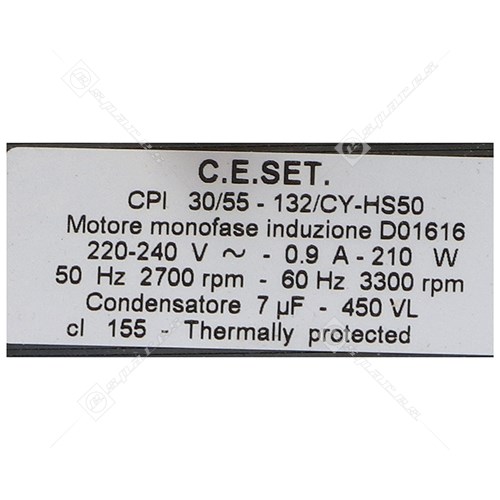 C.E.SET.
CPI 30/55 - 132/CY-HS50
Motore monofase induzione D01616
220-240 V ~ - 0.9 A - 210 W
50 Hz 2700 rpm - 60 Hz 3300 rpm
Condensatore 7 µF - 450 VL
cl 155 - Thermally protected